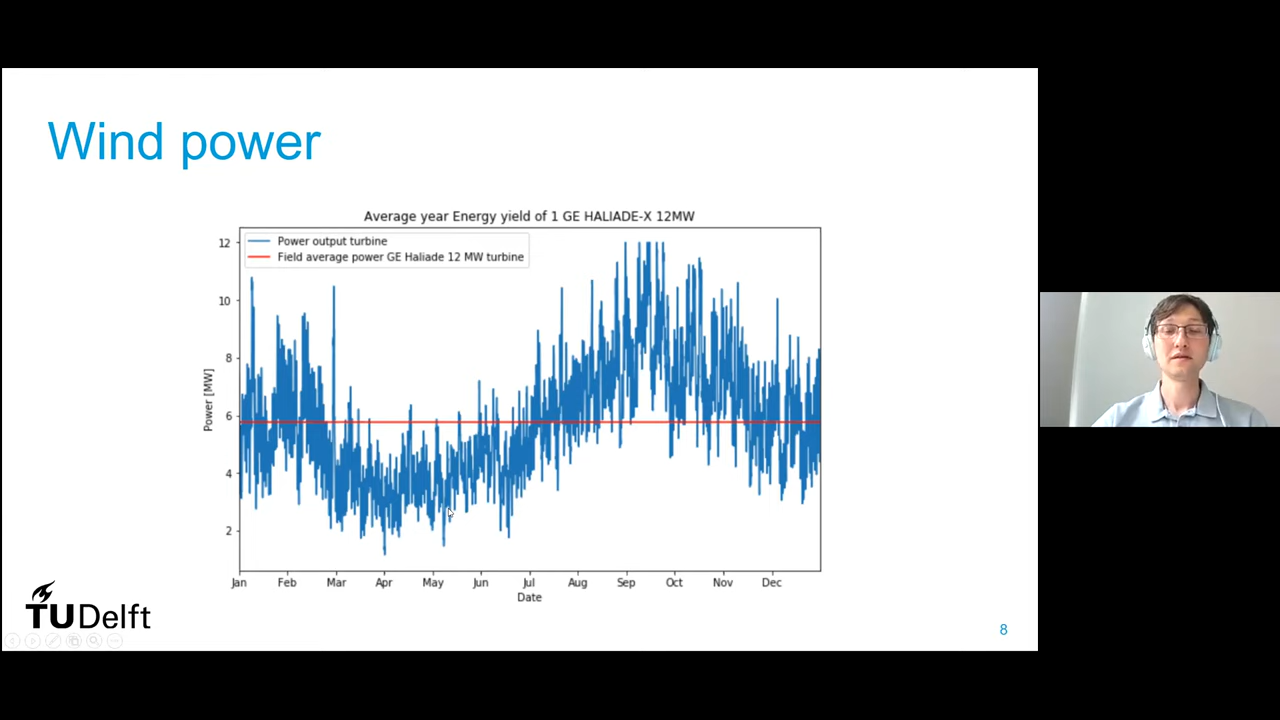 Wind power
Average year Energy yield of 1 GE HALIADE-X 12MW
Power output turbine
Field average power GE Haliade 12 MW turbine
12
10
8
6
4
2
Power [MW]
Jan Feb Mar Apr May Jun Jul Aug Sep Oct Nov Dec
Date
TUDelft
8